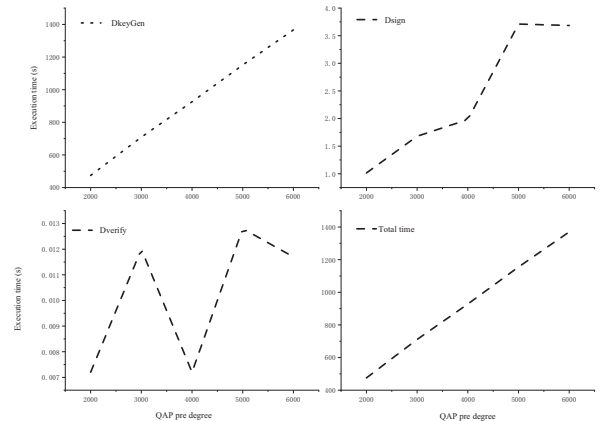 1400
1200
1000
800
600
400
Execution time (s)
DkeyGen
2000 3000 4000 5000 6000
4.0
3.5
3.0
2.5
2.0
1.5
1.0
Dsign
2000 3000 4000 5000 6000
0.013
0.012
0.011
0.010
0.009
0.008
0.007
Execution time (s)
Dverify
2000 3000 4000 5000 6000
QAP pre degree
1400
1200
1000
800
600
400
Total time
2000 3000 4000 5000 6000
QAP pre degree